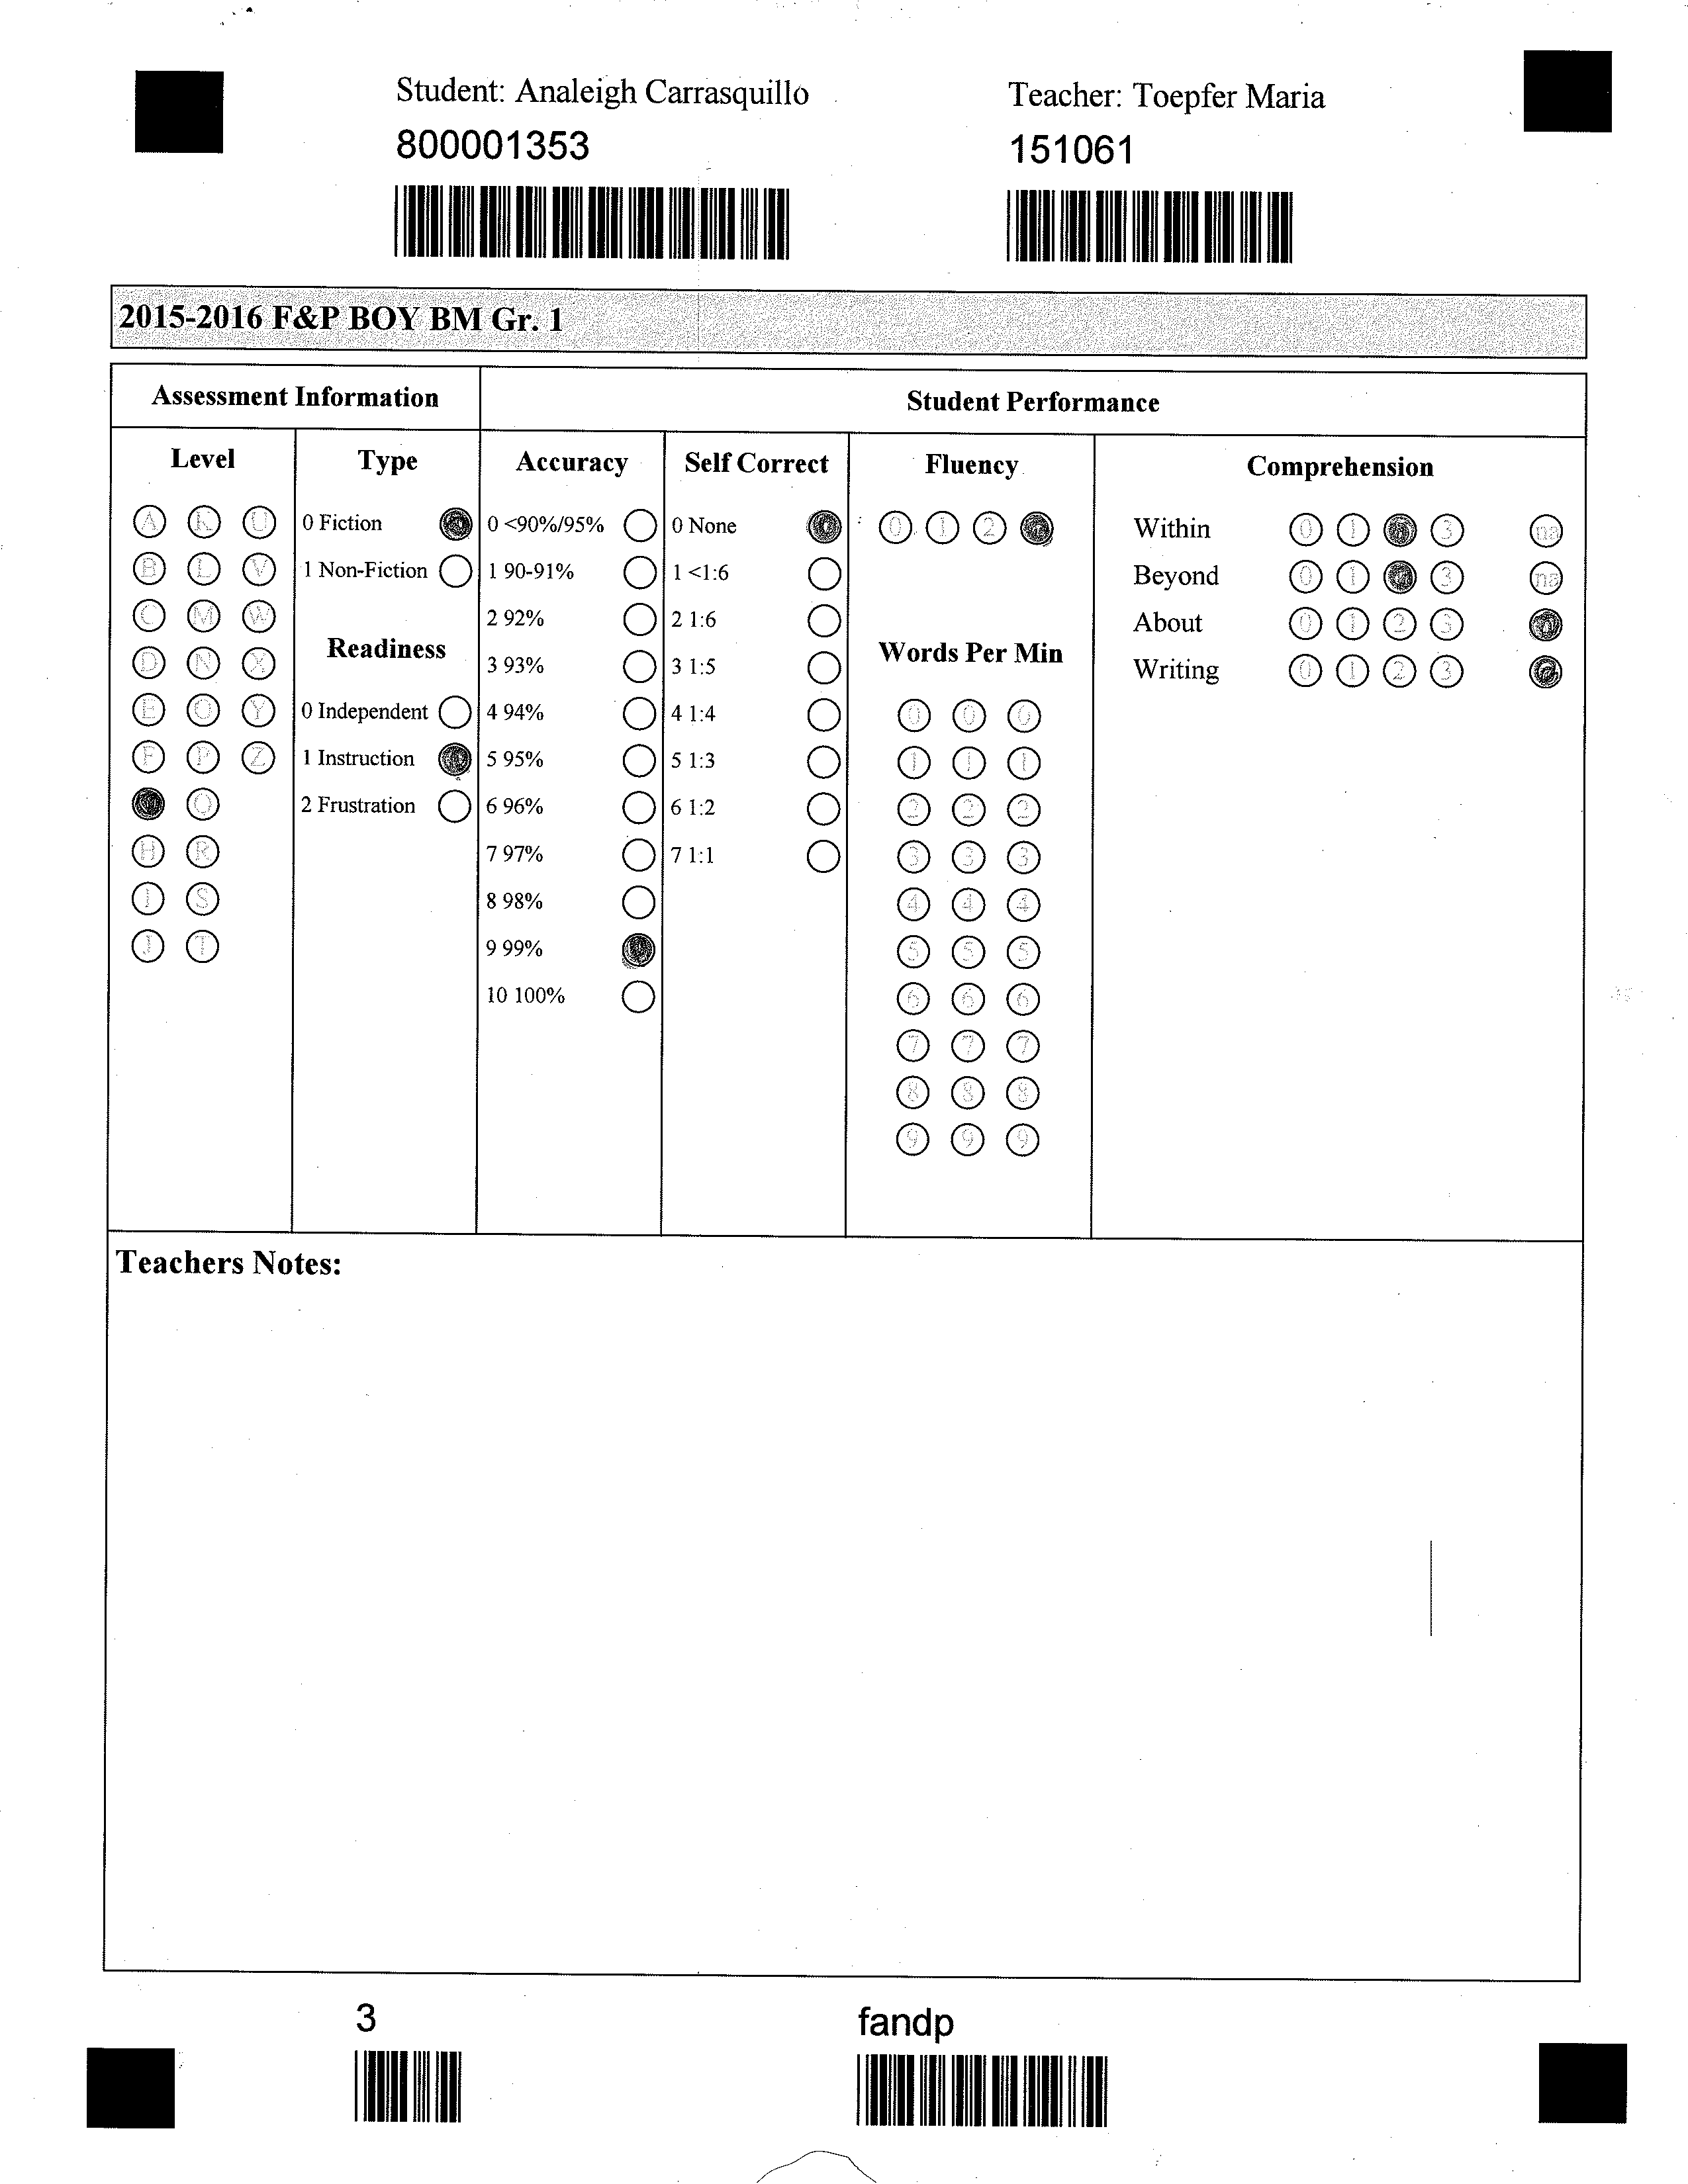 Student: Analeigh Carrasquillo
Teacher: Toepfer Maria
800001353
151061
2015-2016 F&P BOY BM Gr. 1
Assessment Information
Student Performance
Level
Type
Accuracy
Self Correct
Fluency
Comprehension
A K U
B L V
C M W
D N X
E O Y
F P Z
Q
H R
I S
J T
0 Fiction
1 Non-Fiction
Readiness
0 Independent
1 Instruction
2 Frustration
0 <90%/95%
1 90-91%
2 92%
3 93%
4 94%
5 95%
6 96%
7 97%
8 98%
9 99%
10 100%
0 None
1 <1:6
2 1:6
3 1:5
4 1:4
5 1:3
6 1:2
7 1:1
0 1 2
Words Per Min
0 0 0
1 1 1
2 2 2
3 3 3
4 4 4
5 5 5
6 6 6
7 7 7
8 8 8
9 9 9
Within 0 1 3 na
Beyond 0 1 3 na
About 0 1 2 3
Writing 0 1 2 3
Teachers Notes:
3
fandp